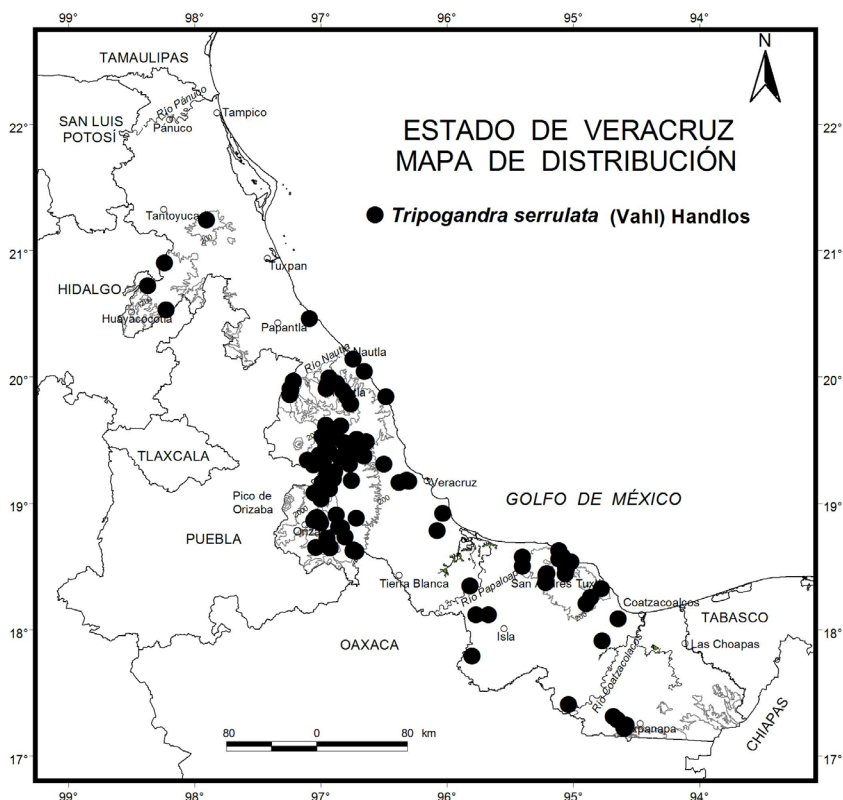 99° 98° 97° 96° 95° 94°
N
TAMAULIPAS
Río Pánuco
Tampico
SAN LUIS
POTOSÍ
Pánuco
22° 22°
ESTADO DE VERACRUZ
MAPA DE DISTRIBUCIÓN
Tripogandra serrulata (Vahl) Handlos
Tantoyuca
21° 21°
Tuxpan
HIDALGO
Huayacocotla
Papantla
Río Nautla
Nautla
20° 20°
TLAXCALA
Pico de
Orizaba
Veracruz
GOLFO DE MÉXICO
19° 19°
PUEBLA
Tierra Blanca
Río Papaloapan
San Andrés Tuxtla
Coatzacoalcos
TABASCO
18° 18°
OAXACA
Isla
Las Choapas
Río Coatzacoalcos
CHIAPAS
80 0 80 km
17° 17°
99° 98° 97° 96° 95° 94°